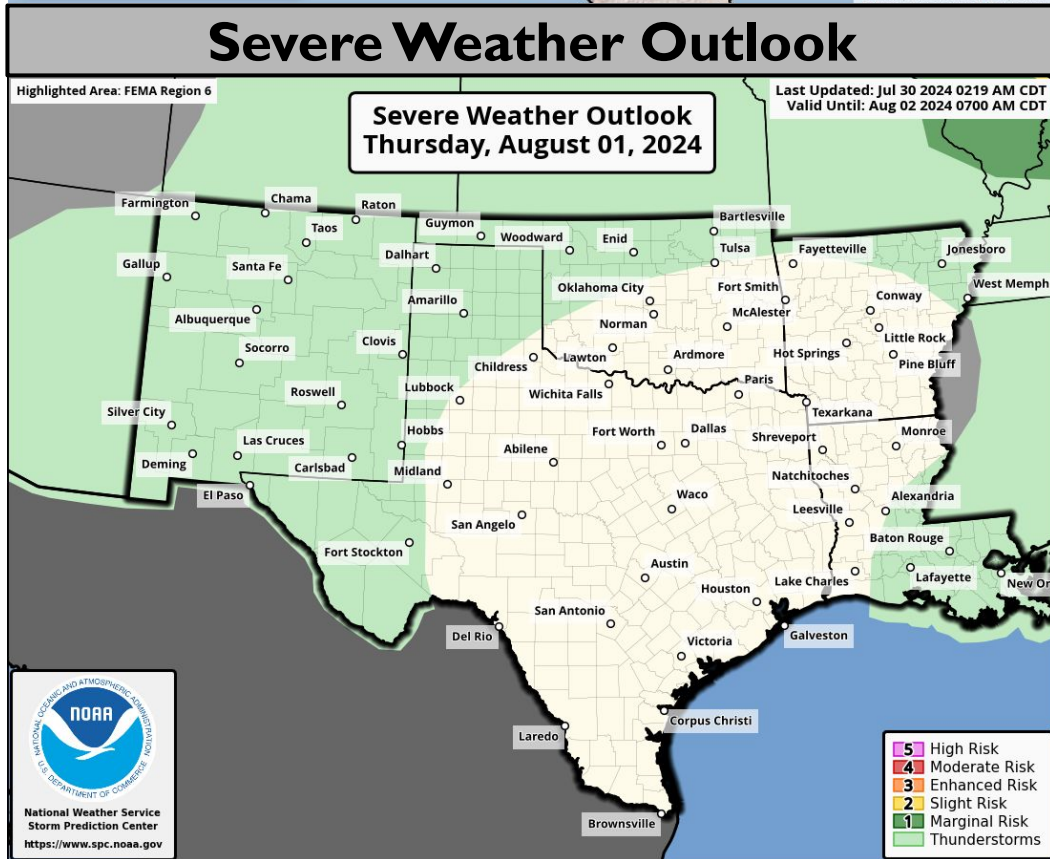 Severe Weather Outlook
Highlighted Area: FEMA Region 6
Last Updated: Jul 30 2024 0219 AM CDT
Valid Until: Aug 02 2024 0700 AM CDT
Severe Weather Outlook
Thursday, August 01, 2024
Farmington
Chama
Raton
Taos
Guymon
Woodward
Enid
Bartlesville
Tulsa
Fayetteville
Jonesboro
Gallup
Santa Fe
Dalhart
Oklahoma City
Fort Smith
West Memph
Albuquerque
Amarillo
Norman
McAlester
Conway
Socorro
Clovis
Childress
Lawton
Ardmore
Hot Springs
Little Rock
Pine Bluff
Roswell
Lubbock
Wichita Falls
Paris
Texarkana
Silver City
Las Cruces
Hobbs
Abilene
Fort Worth
Dallas
Shreveport
Monroe
Deming
Carlsbad
Midland
Natchitoches
El Paso
San Angelo
Waco
Leesville
Alexandria
Fort Stockton
Baton Rouge
Austin
Houston
Lake Charles
Lafayette
New Or
San Antonio
Del Rio
Victoria
Galveston
Laredo
Corpus Christi
Brownsville
NATIONAL OCEANIC AND ATMOSPHERIC ADMINISTRATION
NOAA
U.S. DEPARTMENT OF COMMERCE
National Weather Service
Storm Prediction Center
https://www.spc.noaa.gov
5 High Risk
4 Moderate Risk
3 Enhanced Risk
2 Slight Risk
1 Marginal Risk
Thunderstorms